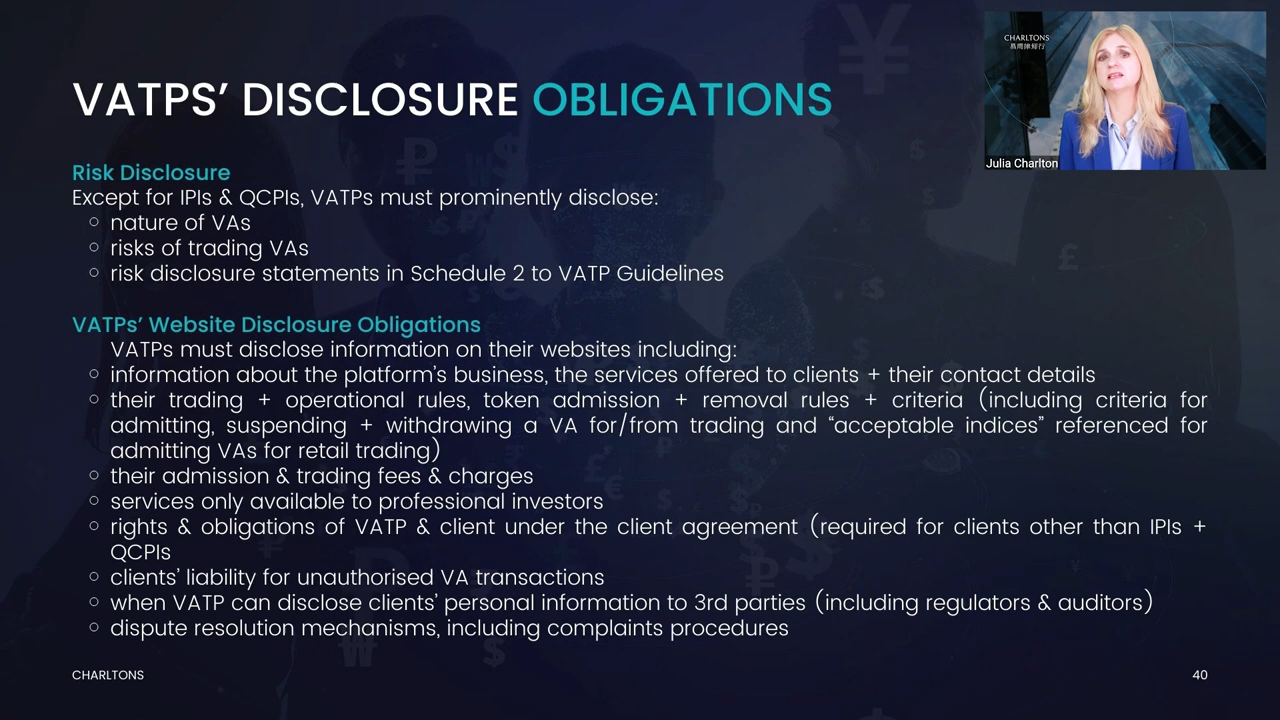 CHARLTONS
易周律師行
Julia Charlton
VATPS’ DISCLOSURE OBLIGATIONS
Risk Disclosure
Except for IPIs & QCPIs, VATPs must prominently disclose:
nature of VAs
risks of trading VAs
risk disclosure statements in Schedule 2 to VATP Guidelines
VATPs’ Website Disclosure Obligations
VATPs must disclose information on their websites including:
information about the platform’s business, the services offered to clients + their contact details
their trading + operational rules, token admission + removal rules + criteria (including criteria for
admitting, suspending + withdrawing a VA for/from trading and “acceptable indices” referenced for
admitting VAs for retail trading)
their admission & trading fees & charges
services only available to professional investors
rights & obligations of VATP & client under the client agreement (required for clients other than IPIs +
QCPIs
clients’ liability for unauthorised VA transactions
when VATP can disclose clients’ personal information to 3rd parties (including regulators & auditors)
dispute resolution mechanisms, including complaints procedures
CHARLTONS
40